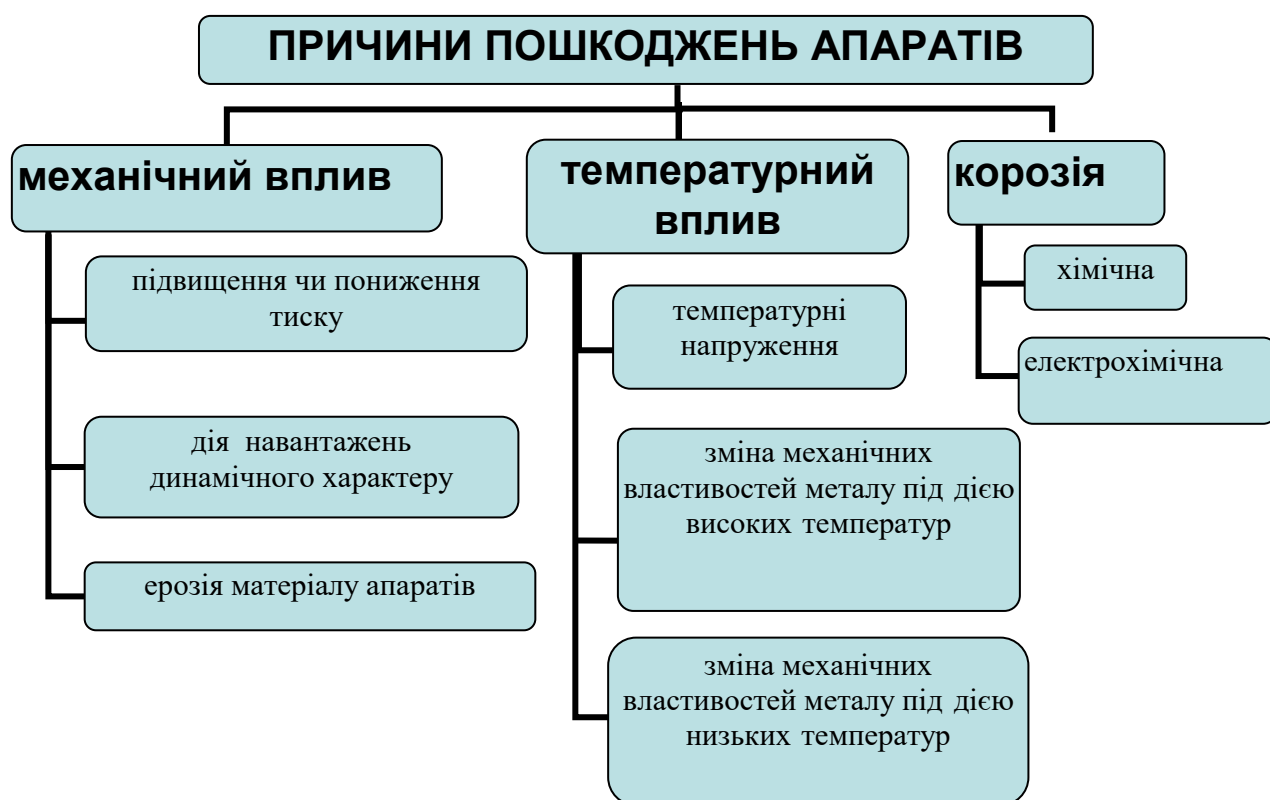 ПРИЧИНИ ПОШКОДЖЕНЬ АПАРАТІВ
механічний вплив
підвищення чи пониження
тиску
дія навантажень
динамічного характеру
ерозія матеріалу апаратів
температурний
вплив
температурні
напруження
зміна механічних
властивостей металу під дією
високих температур
зміна механічних
властивостей металу під дією
низьких температур
корозія
хімічна
електрохімічна